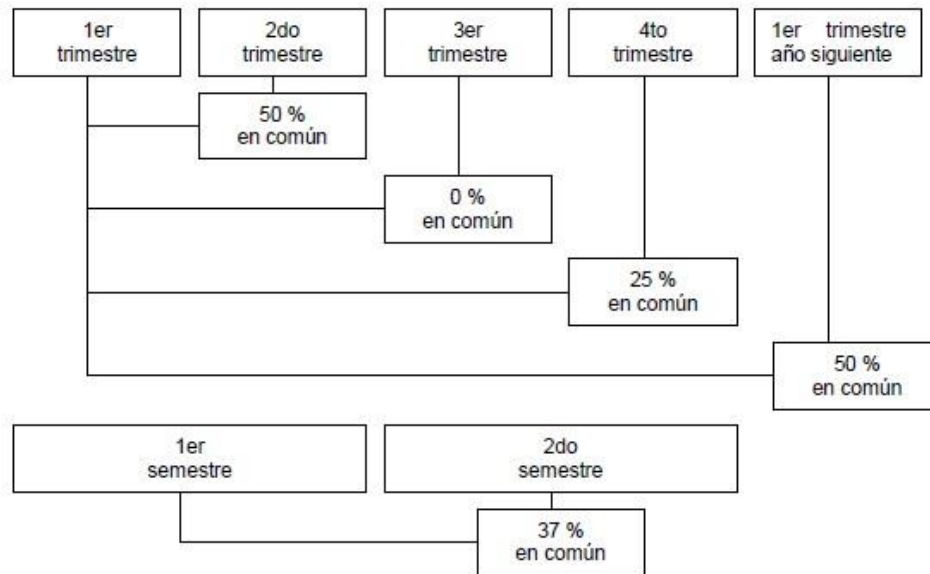 1er
trimestre
2do
trimestre
3er
trimestre
4to
trimestre
1er trimestre
año siguiente
50 %
en común
0 %
en común
25 %
en común
50 %
en común
1er
semestre
2do
semestre
37 %
en común